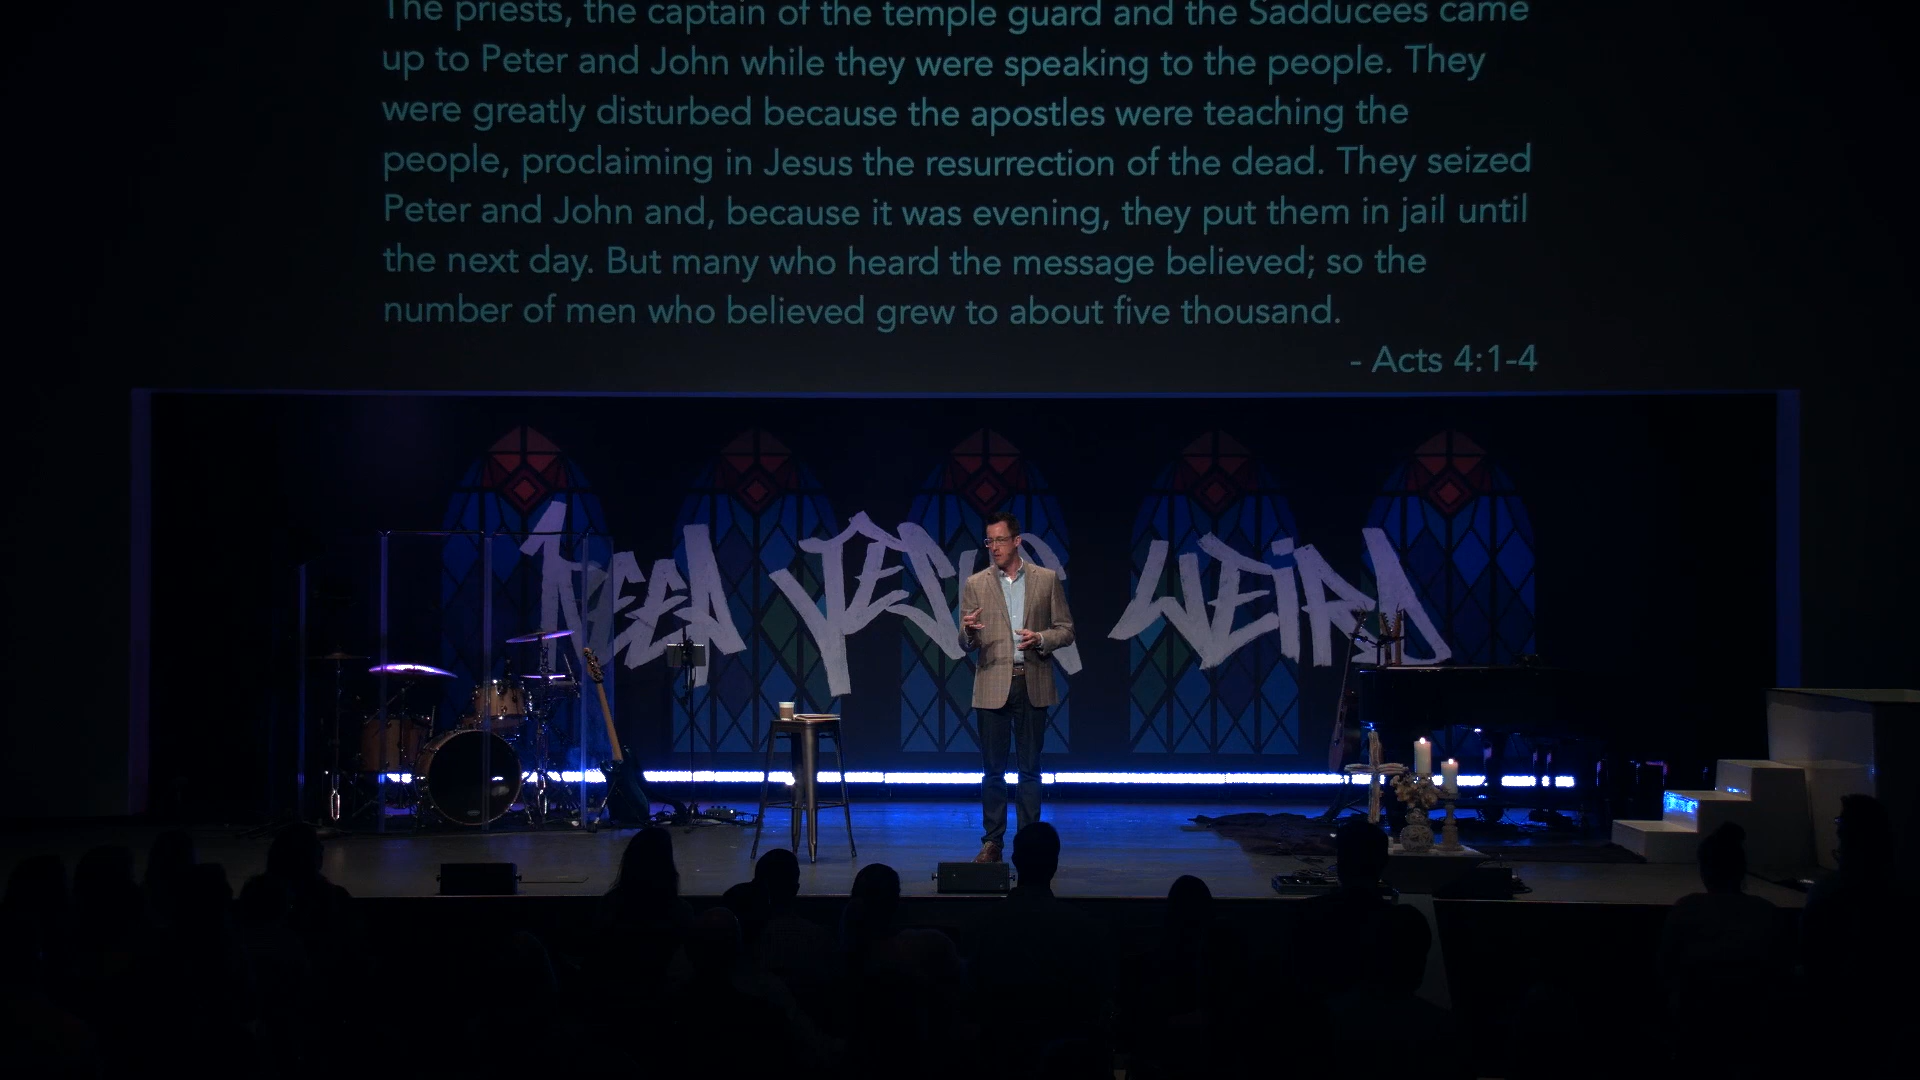 The priests, the captain of the temple guard and the Sadducees came
up to Peter and John while they were speaking to the people. They
were greatly disturbed because the apostles were teaching the
people, proclaiming in Jesus the resurrection of the dead. They seized
Peter and John and, because it was evening, they put them in jail until
the next day. But many who heard the message believed; so the
number of men who believed grew to about five thousand.
- Acts 4:1-4
KEEP JESUS WEIRD